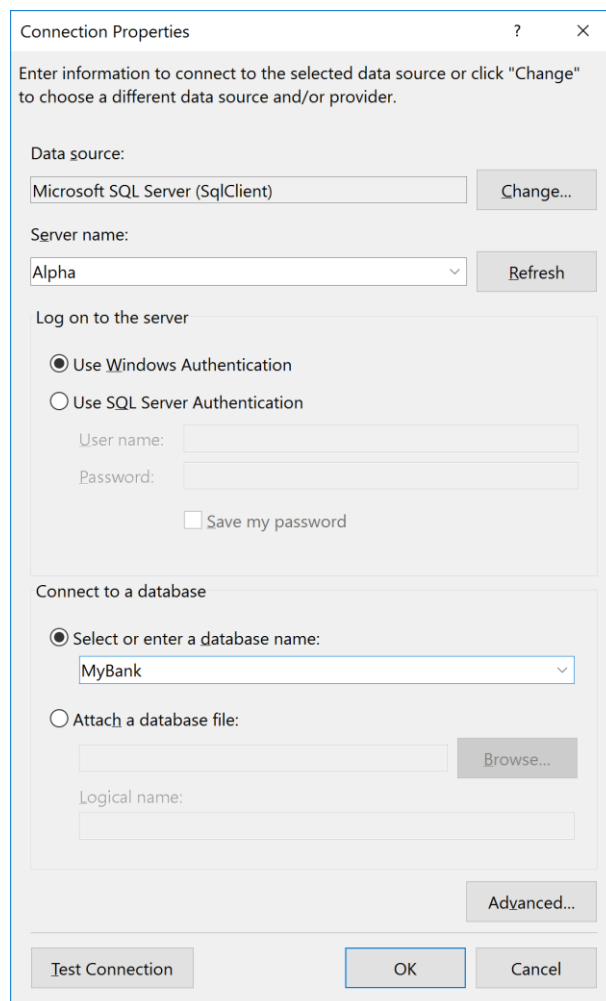 Connection Properties ?
Enter information to connect to the selected data source or click "Change"
to choose a different data source and/or provider.
Data source:
Microsoft SQL Server (SqlClient) Change...
Server name:
Alpha Refresh
Log on to the server
Use Windows Authentication
Use SQL Server Authentication
User name:
Password:
Save my password
Connect to a database
Select or enter a database name:
MyBank
Attach a database file:
Browse...
Logical name:
Advanced...
Test Connection OK Cancel